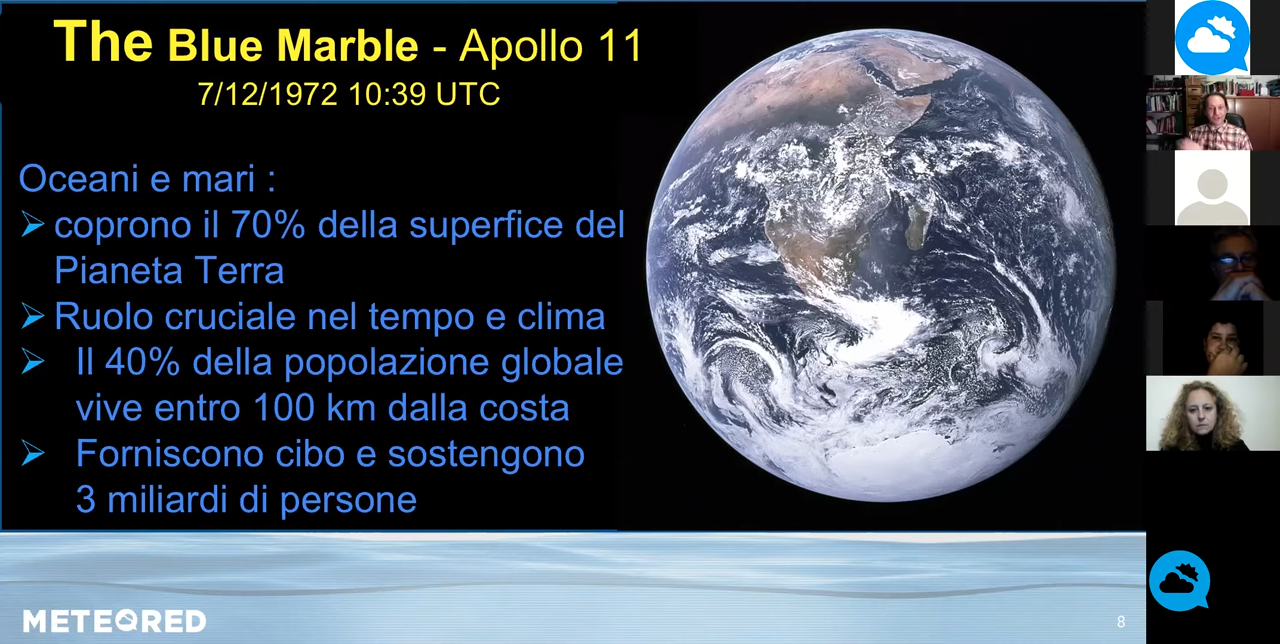 The Blue Marble - Apollo 11
7/12/1972 10:39 UTC
Oceani e mari :
coprono il 70% della superfice del
Pianeta Terra
Ruolo cruciale nel tempo e clima
Il 40% della popolazione globale
vive entro 100 km dalla costa
Forniscono cibo e sostengono
3 miliardi di persone
METEORED
8